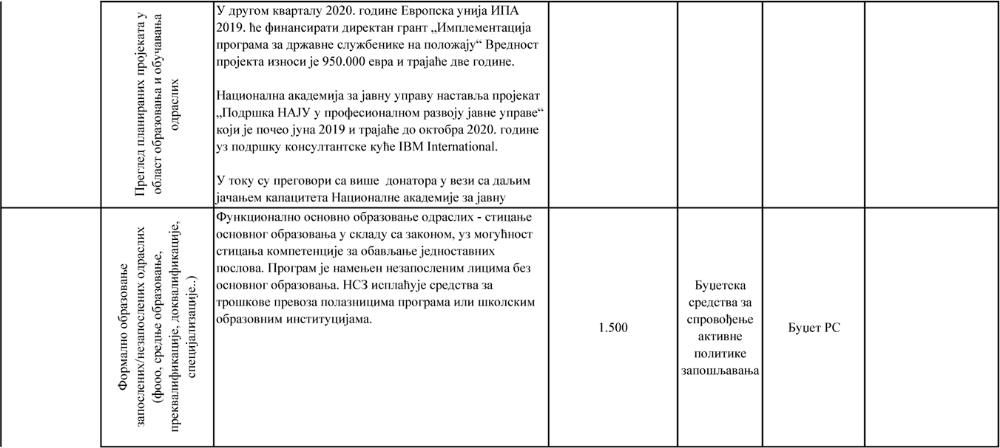 Преглед планираних пројеката у
област образовања и обучавања
одраслих
У другом кварталу 2020. године Европска унија ИПА
2019. ће финансирати директан грант „Имплементација
програма за државне службенике на положају“ Вредност
пројекта износи је 950.000 евра и трајаће две године.
Национална академија за јавну управу наставља пројекат
„Подршка НАЈУ у професионалном развоју јавне управе“
који је почео јуна 2019 и трајаће до октобра 2020. године
уз подршку консултантске куће IBM International.
У току су преговори са више  донатора у вези са даљим
јачањем капацитета Националне академије за јавну
Формално образовање
запослених/незапослених одраслих
(фооо, средње образовање,
преквалификације, доквалификације,
специјализације..)
Функционално основно образовање одраслих - стицање
основног образовања у складу са законом, уз могућност
стицања компетенције за обављање једноставних
послова. Програм је намењен незапосленим лицима без
основног образовања. НСЗ исплаћује средства за
трошкове превоза полазницима програма или школским
образовним институцијама.
1.500
Буџетска
средства за
спровођење
активне
политике
запошљавања
Буџет РС